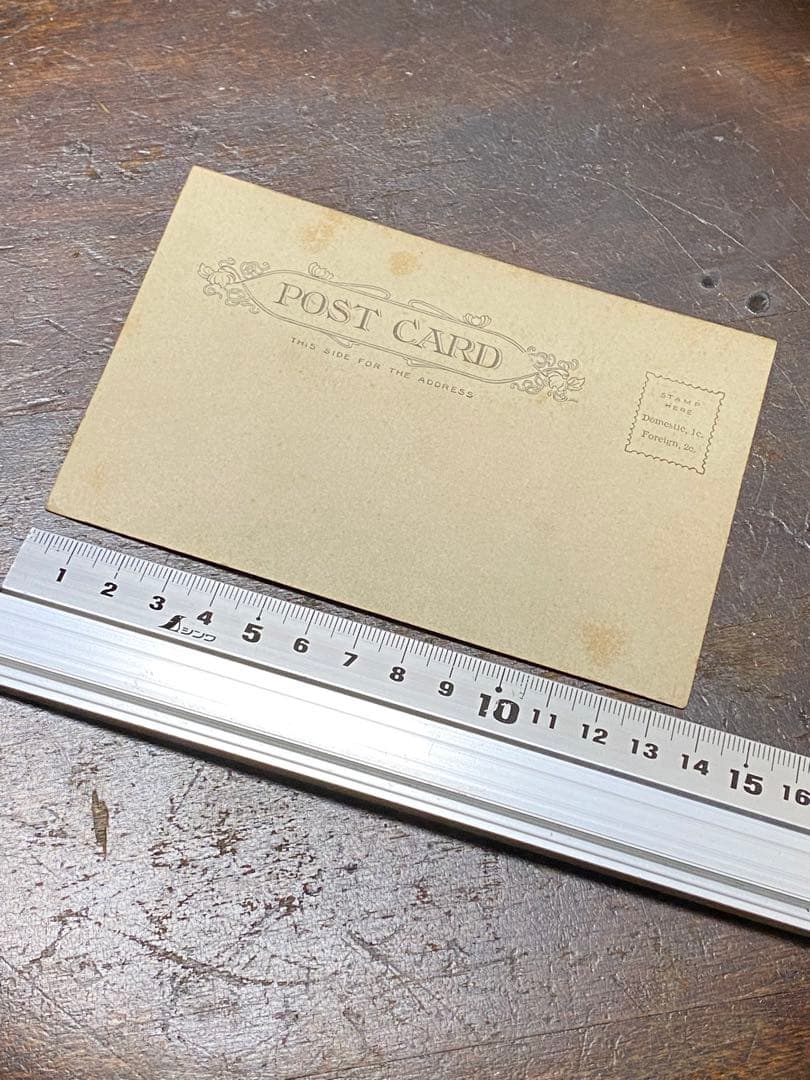 POST CARD
THIS SIDE FOR THE ADDRESS
STAMP
HERE
Domestic, 1c.
Foreign, 2c.
1 2 3 4 5 6 7 8 9 10 11 12 13 14 15 16
シンワ